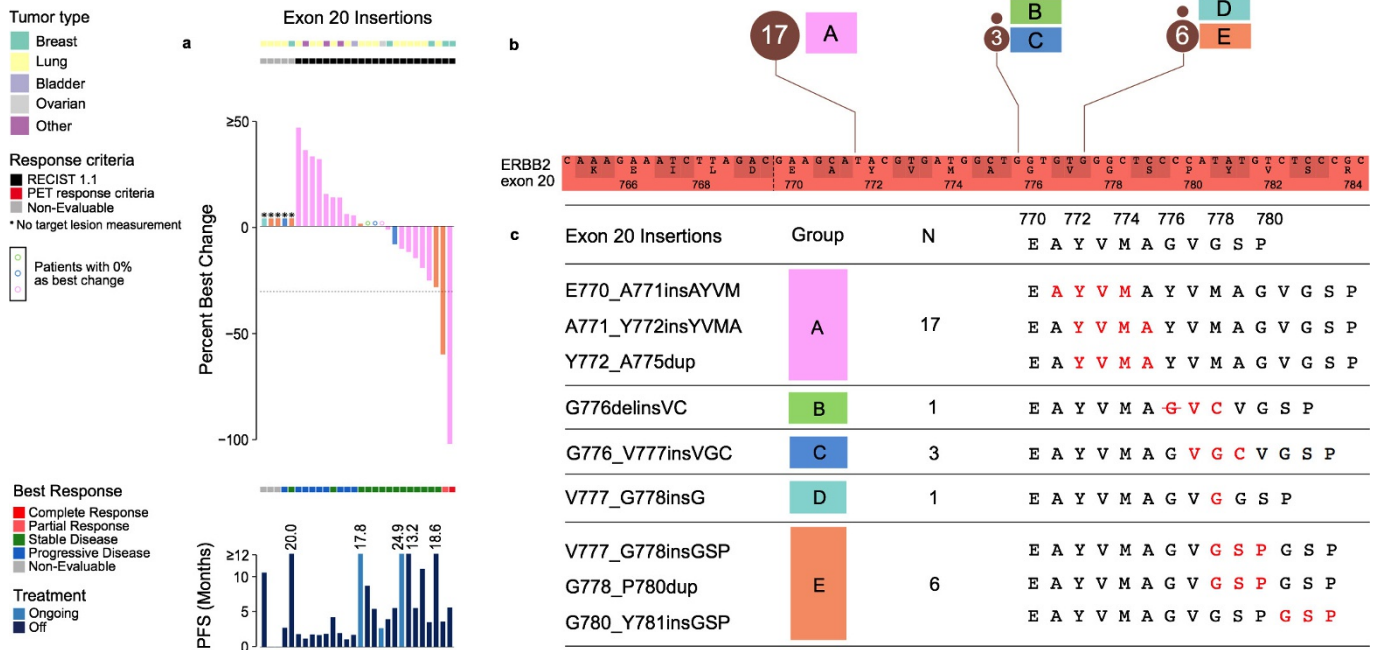 Tumor type
Breast
Lung
Bladder
Ovarian
Other
Response criteria
RECIST 1.1
PET response criteria
Non-Evaluable
* No target lesion measurement
Patients with 0%
as best change
Best Response
Complete Response
Partial Response
Stable Disease
Progressive Disease
Non-Evaluable
Treatment
Ongoing
Off
a
Exon 20 Insertions
Percent Best Change
≥50
0
−50
−100
*****
20.0
17.8
24.9
13.2
18.6
PFS (Months)
≥12
10
5
0
b
17
A
3
B
C
6
D
E
ERBB2
exon 20
C A A A G A A A T C T T A G A C G A A G C A T A C G T G A T G G C T G G T G T G G G C T C C C C A T A T G T C T C C C G C
K E I L D E A Y V M A G V G S P Y V S R
766 768 770 772 774 776 778 780 782 784
c
Exon 20 Insertions Group N
770 772 774 776 778 780
E A Y V M A G V G S P
E770_A771insAYVM E A Y V M A Y V M A G V G S P
A771_Y772insYVMA A 17 E A Y V M A Y V M A G V G S P
Y772_A775dup E A Y V M A Y V M A G V G S P
G776delinsVC B 1 E A Y V M A G V C V G S P
G776_V777insVGC C 3 E A Y V M A G V G C V G S P
V777_G778insG D 1 E A Y V M A G V G G S P
V777_G778insGSP E A Y V M A G V G S P G S P
G778_P780dup E 6 E A Y V M A G V G S P G S P
G780_Y781insGSP E A Y V M A G V G S P G S P